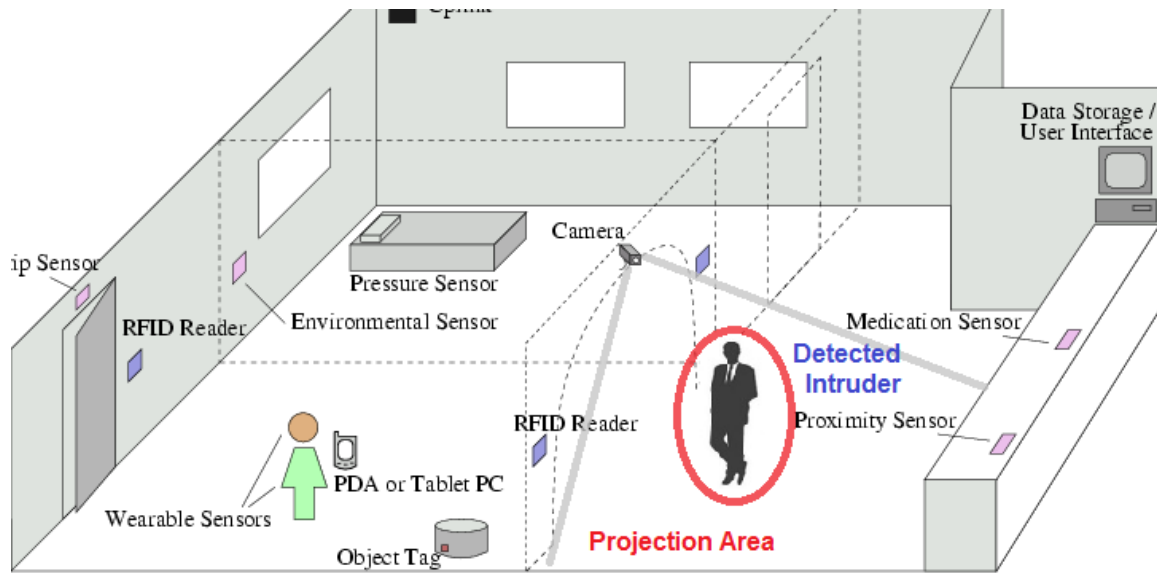 Uplink
Data Storage /
User Interface
Camera
ip Sensor
Pressure Sensor
RFID Reader
Environmental Sensor
Medication Sensor
Detected
Intruder
RFID Reader
Proximity Sensor
PDA or Tablet PC
Wearable Sensors
Projection Area
Object Tag